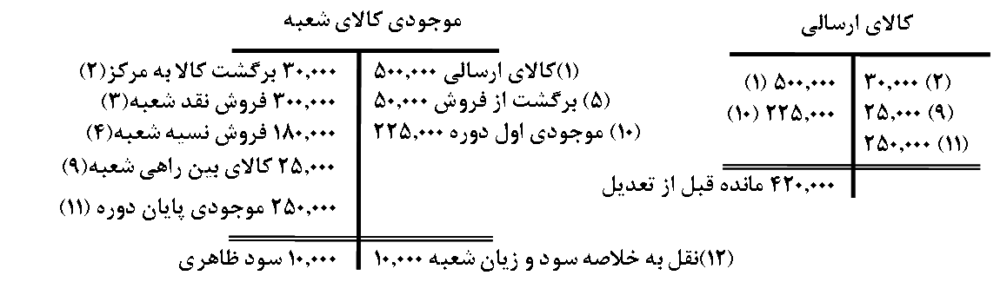 کالای ارسالی
(۲) ۳۰,۰۰۰
۵۰۰,۰۰۰ (۱)
(۹) ۲۵,۰۰۰
۲۲۵,۰۰۰ (۱۰)
(۱۱) ۲۵۰,۰۰۰
۴۲۰,۰۰۰ مانده قبل از تعدیل
موجودی کالای شعبه
(۱)کالای ارسالی ۵۰۰,۰۰۰
۳۰,۰۰۰ برگشت کالا به مرکز(۲)
(۵) برگشت از فروش ۵۰,۰۰۰
۳۰۰,۰۰۰ فروش نقد شعبه(۳)
(۱۰) موجودی اول دوره ۲۲۵,۰۰۰
۱۸۰,۰۰۰ فروش نسیه شعبه(۴)
۲۵,۰۰۰ کالای بین راهی شعبه(۹)
۲۵۰,۰۰۰ موجودی پایان دوره (۱۱)
(۱۲)نقل به خلاصه سود و زیان شعبه ۱۰,۰۰۰
۱۰,۰۰۰ سود ظاهری